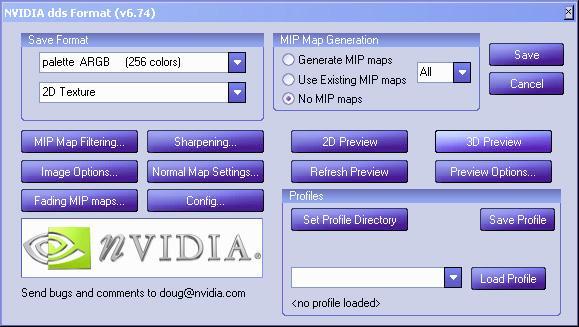 NVIDIA dds Format (v6.74)
Save Format
palette ARGB (256 colors)
2D Texture
MIP Map Generation
Generate MIP maps
Use Existing MIP maps
No MIP maps
All
Save
Cancel
MIP Map Filtering...
Sharpening...
2D Preview
3D Preview
Image Options...
Normal Map Settings...
Refresh Preview
Preview Options...
Fading MIP maps...
Config...
Profiles
Set Profile Directory
Save Profile
nVIDIA®
Load Profile
Send bugs and comments to doug@nvidia.com
<no profile loaded>